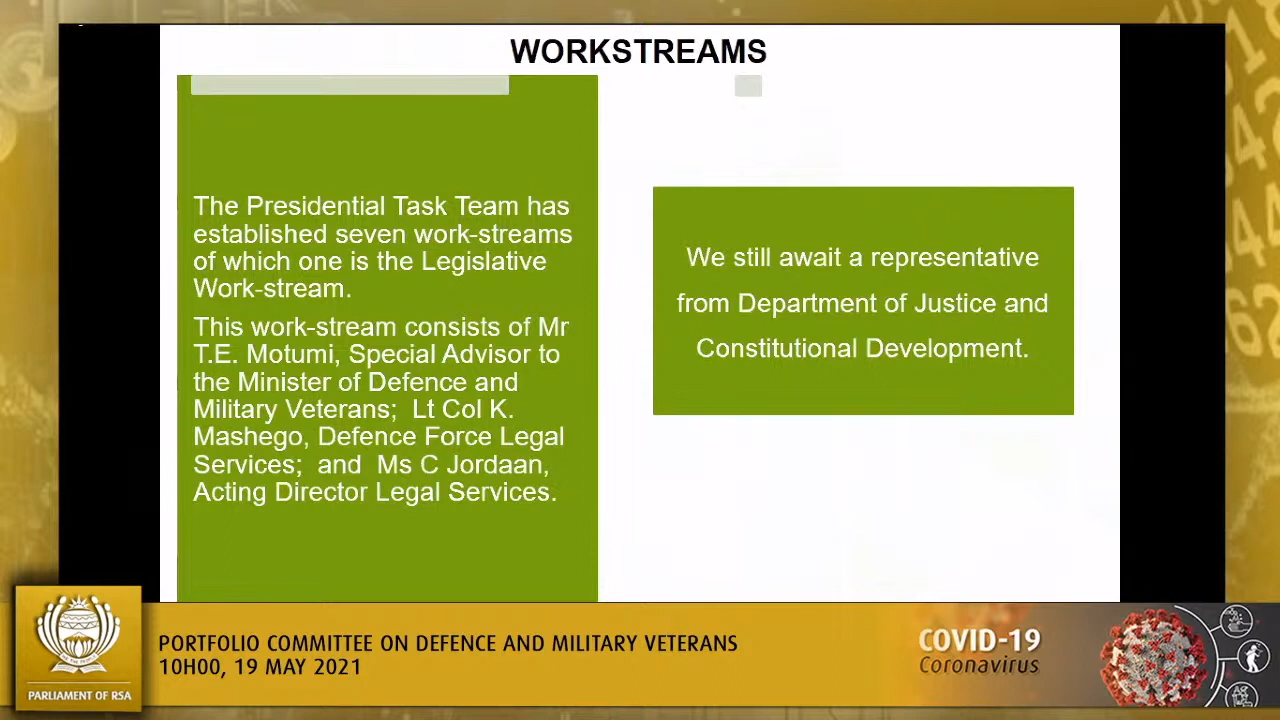 WORKSTREAMS
The Presidential Task Team has
established seven work-streams
of which one is the Legislative
Work-stream.
This work-stream consists of Mr
T.E. Motumi, Special Advisor to
the Minister of Defence and
Military Veterans; Lt Col K.
Mashego, Defence Force Legal
Services; and Ms C Jordaan,
Acting Director Legal Services.
We still await a representative
from Department of Justice and
Constitutional Development.
PARLIAMENT OF RSA
PORTFOLIO COMMITTEE ON DEFENCE AND MILITARY VETERANS
10H00, 19 MAY 2021
COVID-19
Coronavirus